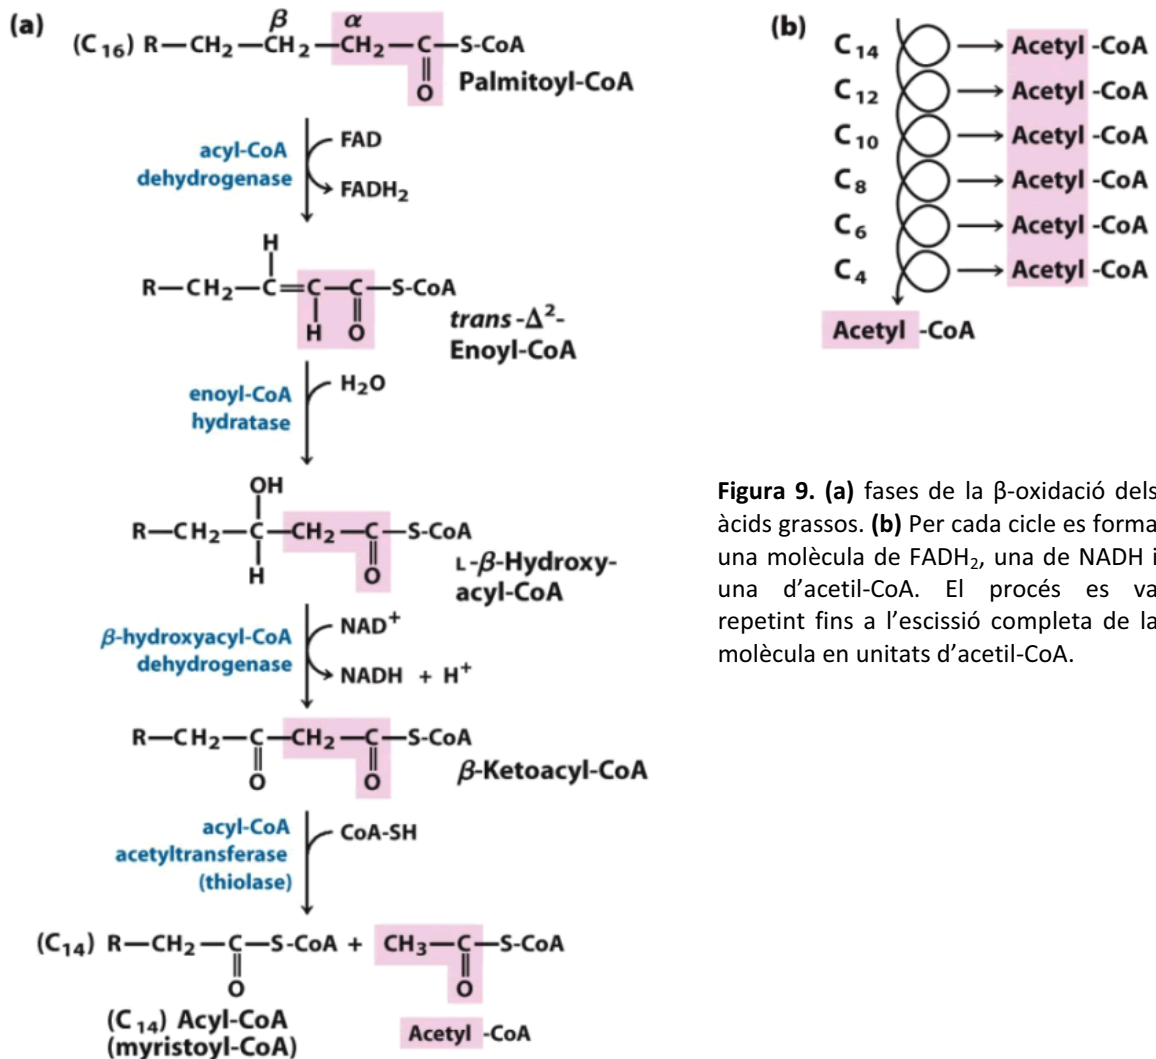 (a)
β α
(C16) R—CH2—CH2—CH2—C—S-CoA
O
Palmitoyl-CoA
acyl-CoA
dehydrogenase
FAD
FADH2
H
R—CH2—C=C—C—S-CoA
H O
trans-Δ²-
Enoyl-CoA
enoyl-CoA
hydratase
H2O
OH
R—CH2—C—CH2—C—S-CoA
H O
L-β-Hydroxy-
acyl-CoA
β-hydroxyacyl-CoA
dehydrogenase
NAD+
NADH + H+
R—CH2—C—CH2—C—S-CoA
O O
β-Ketoacyl-CoA
acyl-CoA
acetyltransferase
(thiolase)
CoA-SH
(C14) R—CH2—C—S-CoA + CH3—C—S-CoA
O O
(C14) Acyl-CoA
(myristoyl-CoA)
Acetyl -CoA
(b)
C14 Acetyl -CoA
C12 Acetyl -CoA
C10 Acetyl -CoA
C8 Acetyl -CoA
C6 Acetyl -CoA
C4 Acetyl -CoA
Acetyl -CoA
Figura 9. (a) fases de la β-oxidació dels
àcids grassos. (b) Per cada cicle es forma
una molècula de FADH2, una de NADH i
una d'acetil-CoA. El procés es va
repetint fins a l'escissió completa de la
molècula en unitats d'acetil-CoA.